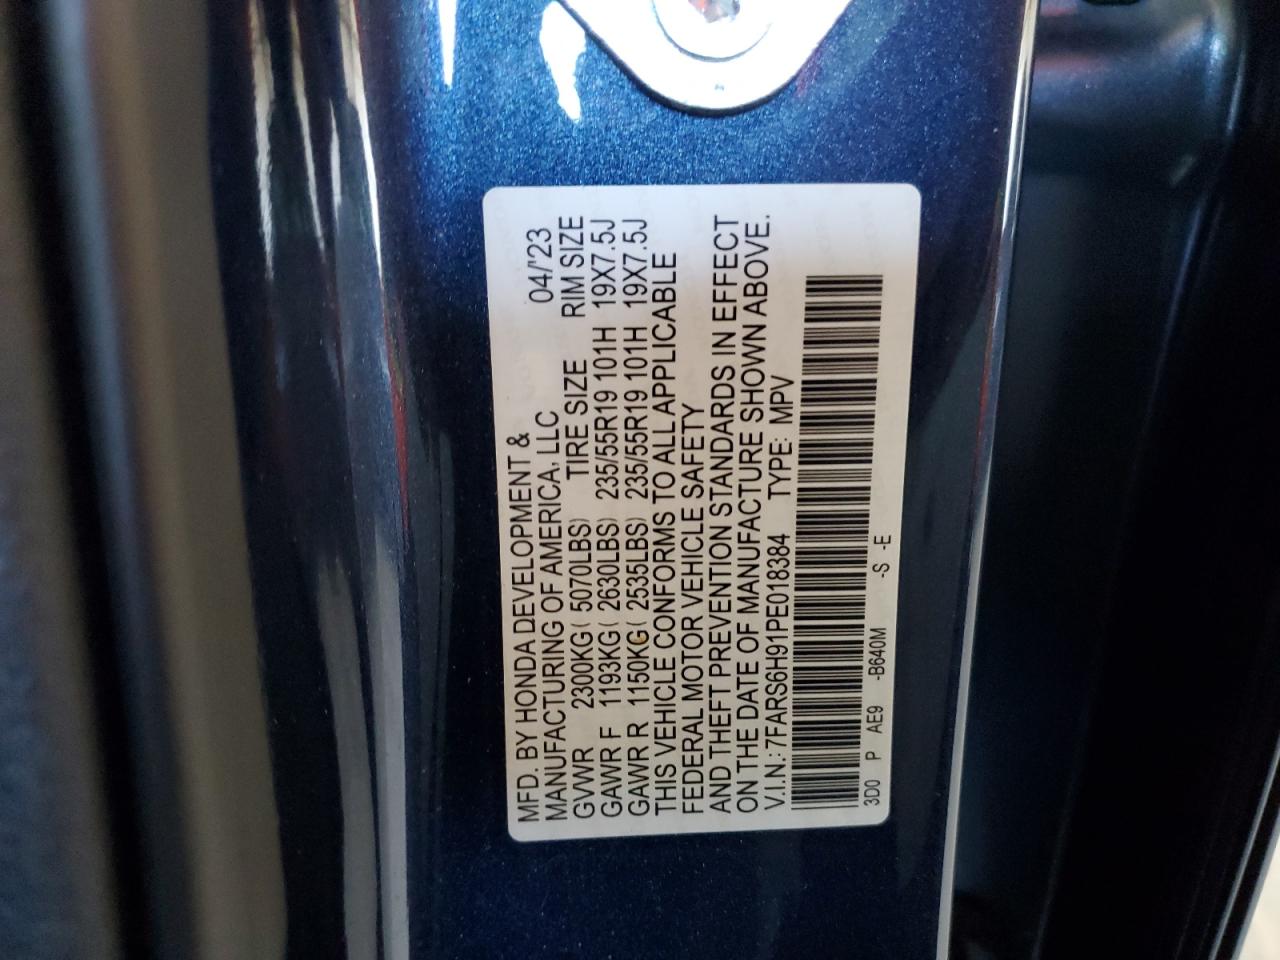 MFD. BY HONDA DEVELOPMENT &
MANUFACTURING OF AMERICA, LLC 04/'23
GVWR 2300KG( 5070LBS) TIRE SIZE RIM SIZE
GAWR F 1193KG( 2630LBS) 235/55R19 101H 19X7.5J
GAWR R 1150KG( 2535LBS) 235/55R19 101H 19X7.5J
THIS VEHICLE CONFORMS TO ALL APPLICABLE
FEDERAL MOTOR VEHICLE SAFETY
AND THEFT PREVENTION STANDARDS IN EFFECT
ON THE DATE OF MANUFACTURE SHOWN ABOVE.
V.I.N.: 7FARS6H91PE018384 TYPE: MPV
3D0 P AE9 -B640M -S -E